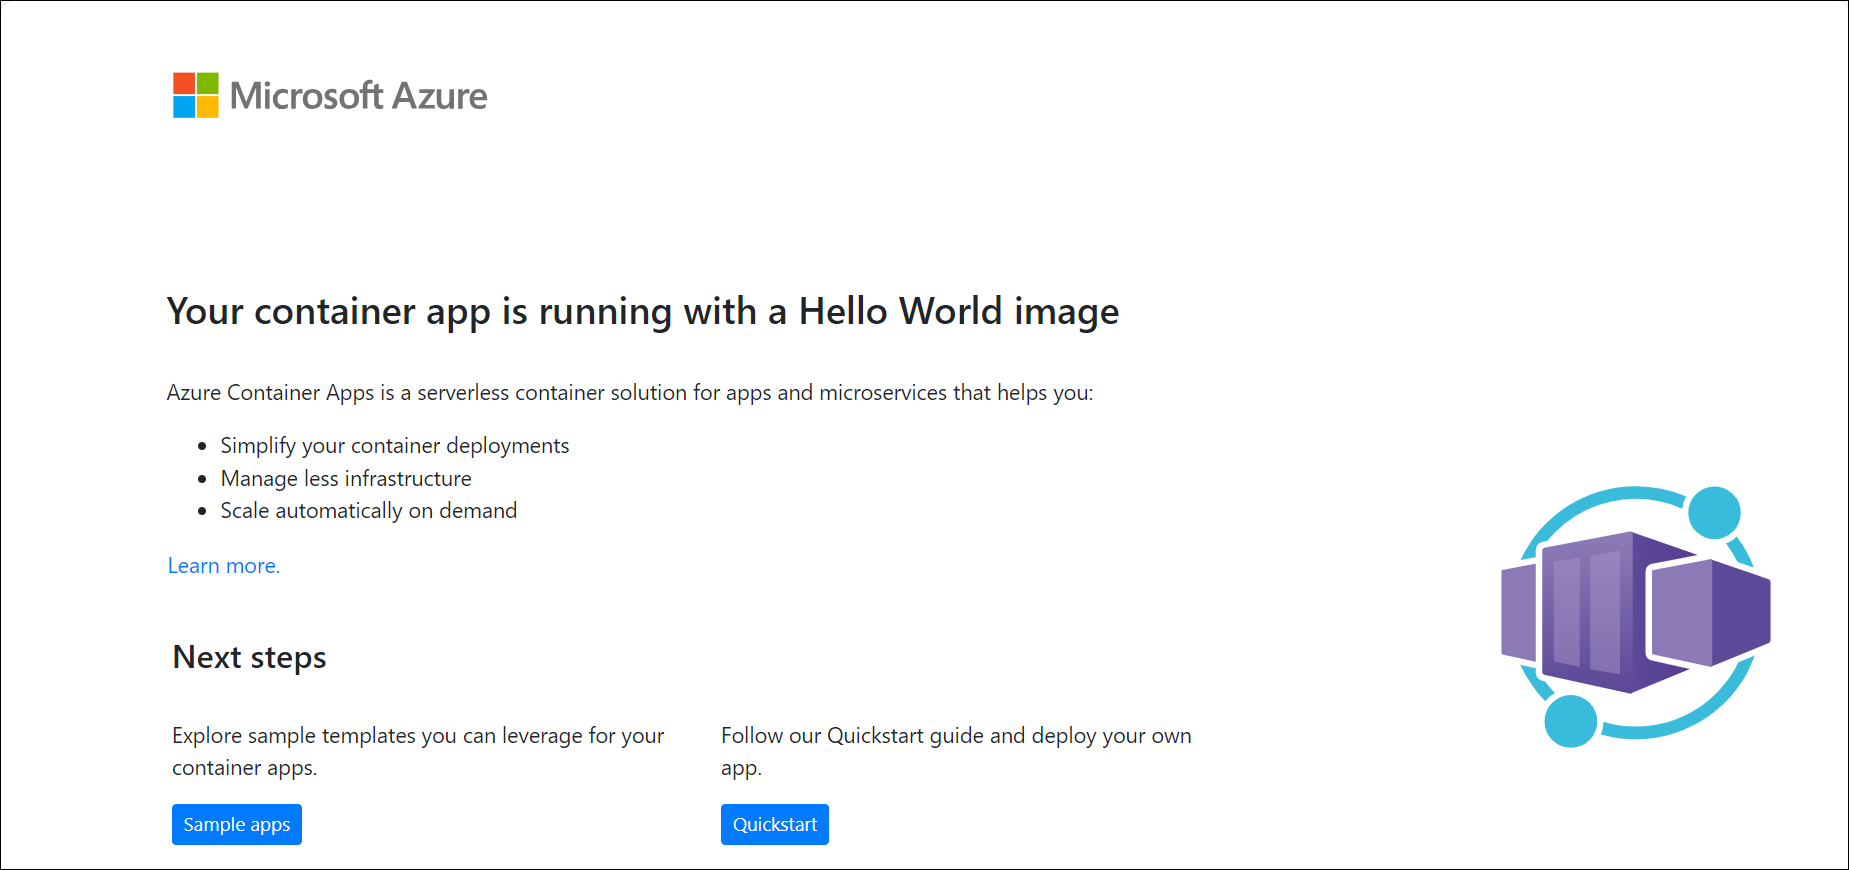 Microsoft Azure
Your container app is running with a Hello World image
Azure Container Apps is a serverless container solution for apps and microservices that helps you:
Simplify your container deployments
Manage less infrastructure
Scale automatically on demand
Learn more.
Next steps
Explore sample templates you can leverage for your
container apps.
Sample apps
Follow our Quickstart guide and deploy your own
app.
Quickstart